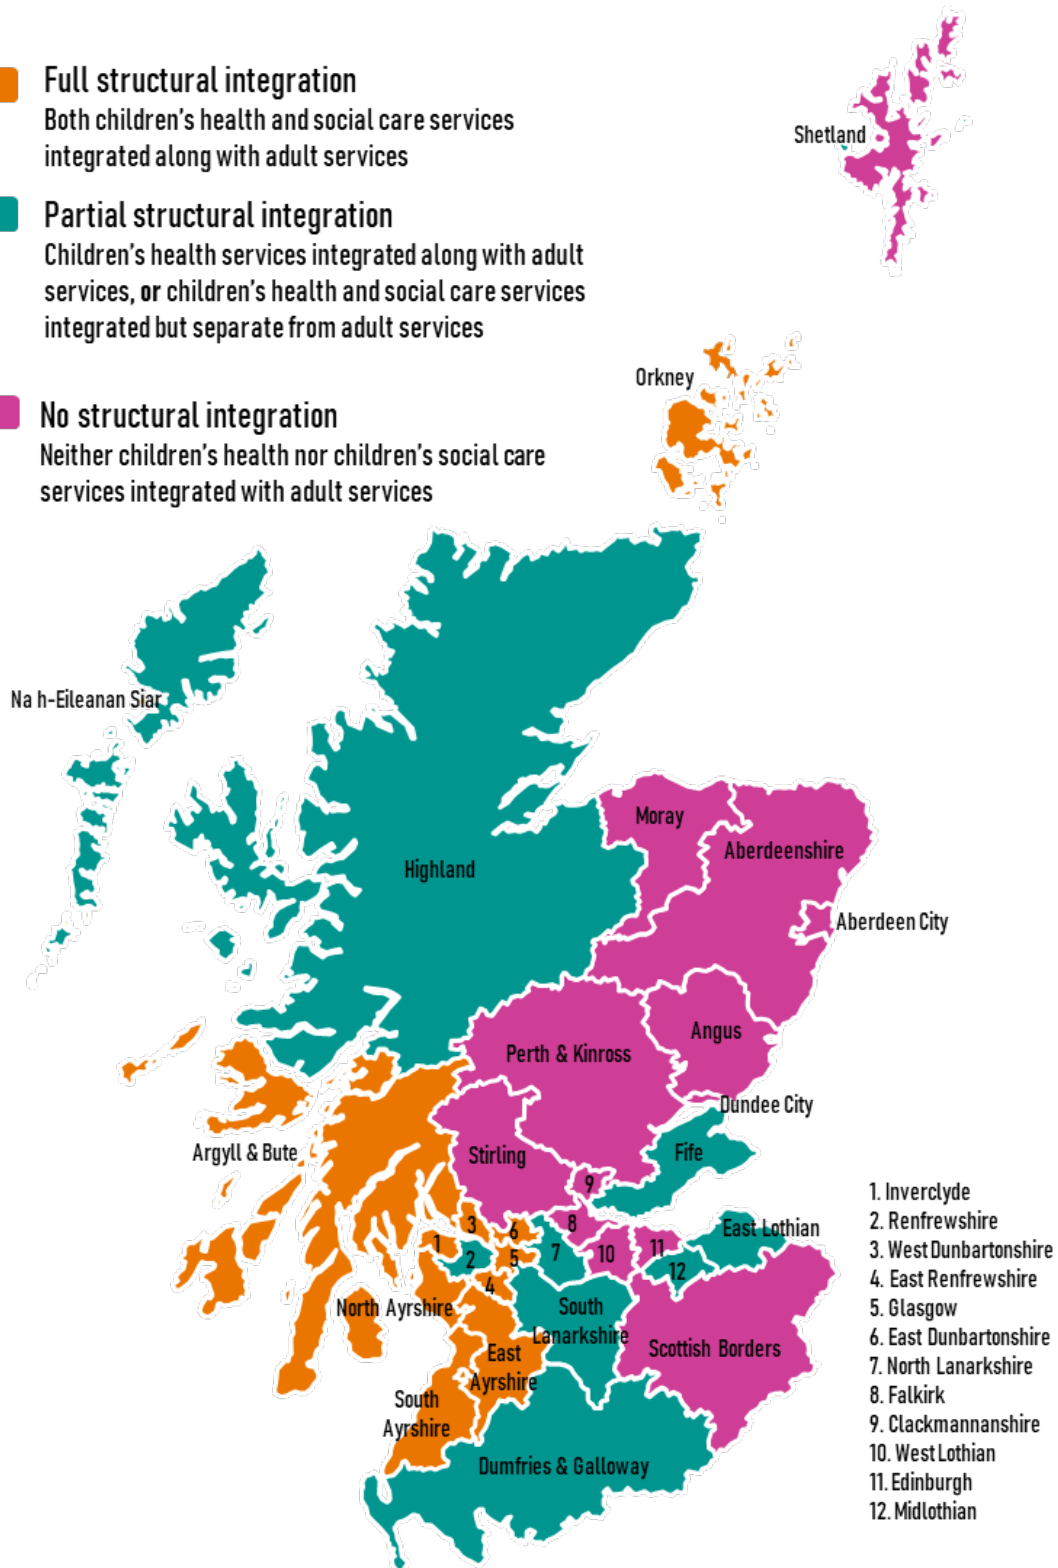 Full structural integration
Both children's health and social care services
integrated along with adult services
Partial structural integration
Children's health services integrated along with adult
services, or children's health and social care services
integrated but separate from adult services
No structural integration
Neither children's health nor children's social care
services integrated with adult services
Shetland
Orkney
Na h-Eileanan Siar
Highland
Moray
Aberdeenshire
Aberdeen City
Angus
Perth & Kinross
Dundee City
Fife
Stirling
Argyll & Bute
9
8
3
6
1
2
5
7
10
11
12
4
East Lothian
North Ayrshire
South
Lanarkshire
Scottish Borders
East
Ayrshire
South
Ayrshire
Dumfries & Galloway
1. Inverclyde
2. Renfrewshire
3. West Dunbartonshire
4. East Renfrewshire
5. Glasgow
6. East Dunbartonshire
7. North Lanarkshire
8. Falkirk
9. Clackmannanshire
10. West Lothian
11. Edinburgh
12. Midlothian